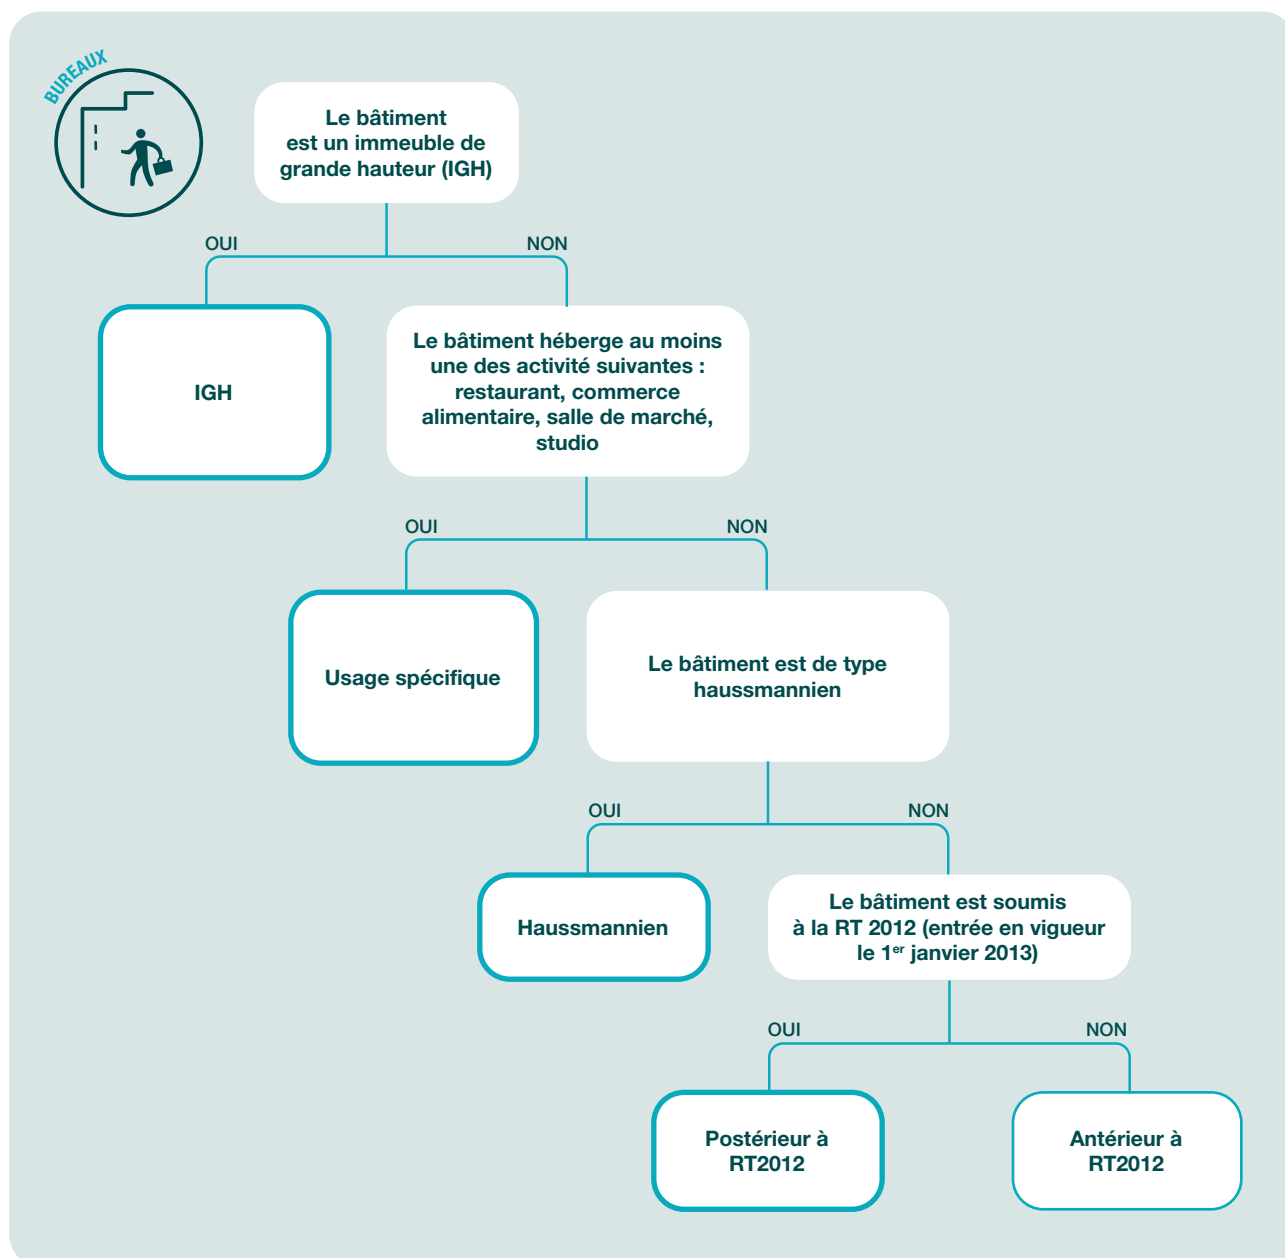 BUREAUX
Le bâtiment
est un immeuble de
grande hauteur (IGH)
OUI
NON
IGH
Le bâtiment héberge au moins
une des activité suivantes :
restaurant, commerce
alimentaire, salle de marché,
studio
OUI
NON
Usage spécifique
Le bâtiment est de type
haussmannien
OUI
NON
Haussmannien
Le bâtiment est soumis
à la RT 2012 (entrée en vigueur
le 1er janvier 2013)
OUI
NON
Postérieur à
RT2012
Antérieur à
RT2012